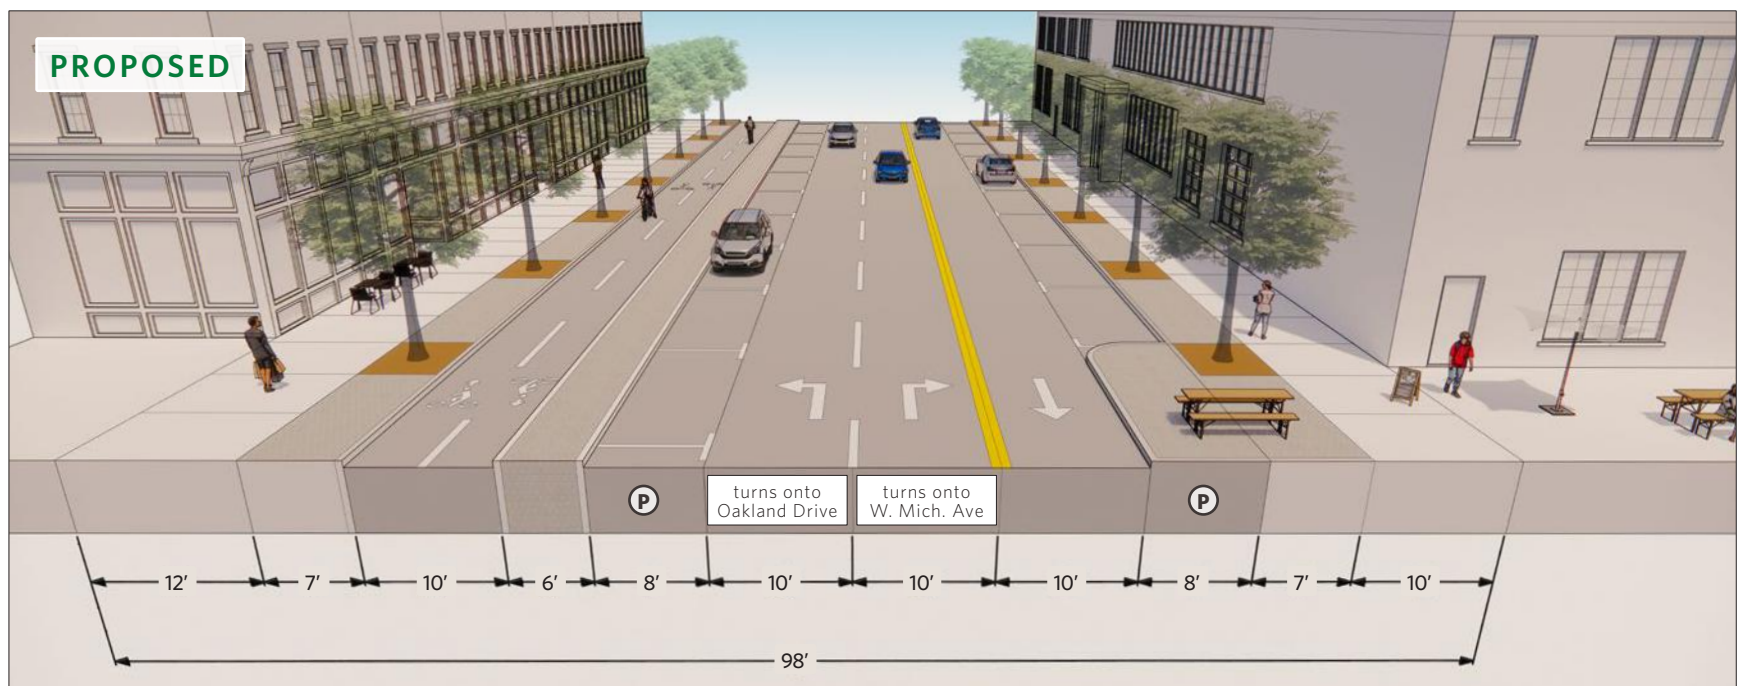 PROPOSED
P
turns onto
Oakland Drive
turns onto
W. Mich. Ave
P
12'
7'
10'
6'
8'
10'
10'
10'
8'
7'
10'
98'